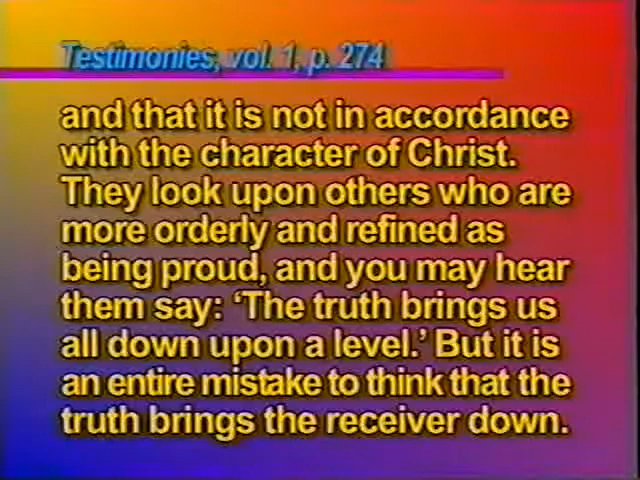 Testimonies, vol. 1, p. 274
and that it is not in accordance
with the character of Christ.
They look upon others who are
more orderly and refined as
being proud, and you may hear
them say: ‘The truth brings us
all down upon a level.’ But it is
an entire mistake to think that the
truth brings the receiver down.